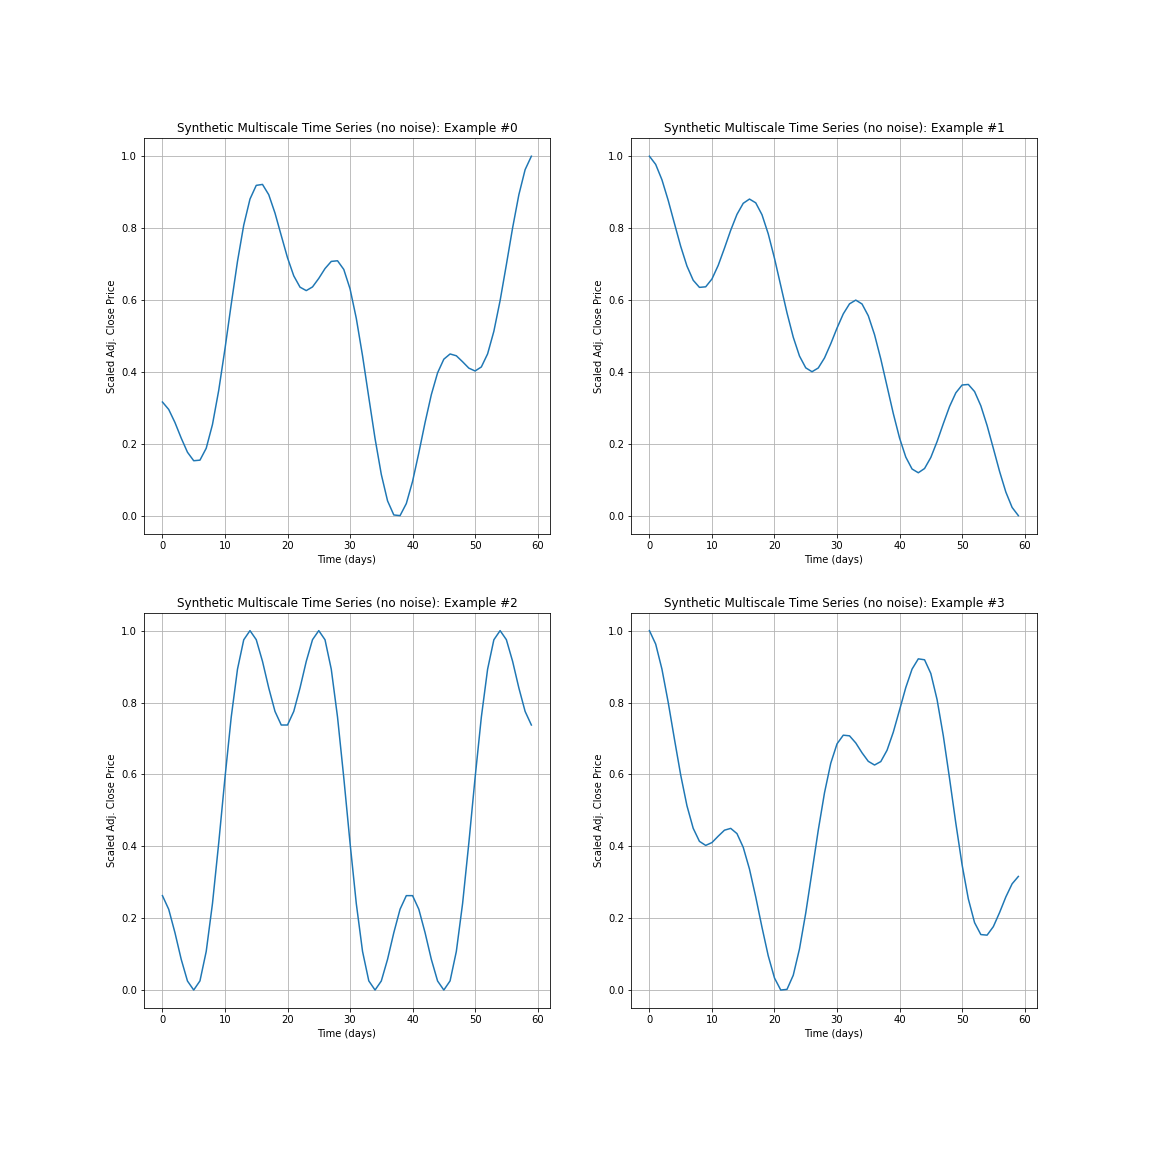 Synthetic Multiscale Time Series (no noise): Example #0
1.0
0.8
0.6
0.4
0.2
0.0
Scaled Adj. Close Price
0 10 20 30 40 50 60
Time (days)
Synthetic Multiscale Time Series (no noise): Example #1
1.0
0.8
0.6
0.4
0.2
0.0
Scaled Adj. Close Price
0 10 20 30 40 50 60
Time (days)
Synthetic Multiscale Time Series (no noise): Example #2
1.0
0.8
0.6
0.4
0.2
0.0
Scaled Adj. Close Price
0 10 20 30 40 50 60
Time (days)
Synthetic Multiscale Time Series (no noise): Example #3
1.0
0.8
0.6
0.4
0.2
0.0
Scaled Adj. Close Price
0 10 20 30 40 50 60
Time (days)